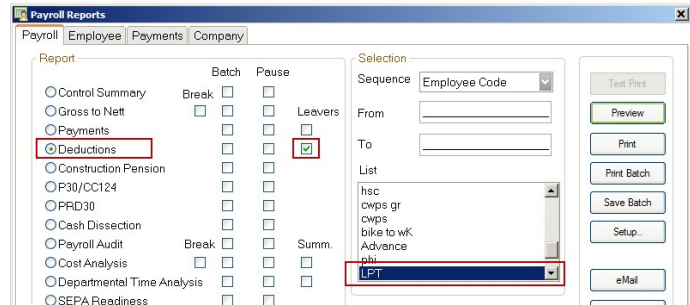 Payroll Reports
Payroll Employee Payments Company
Report
Batch Pause
Control Summary Break
Gross to Nett Leavers
Payments
Deductions
Construction Pension
P30/CC124
PRD30
Cash Dissection
Payroll Audit Break Summ.
Cost Analysis
Departmental Time Analysis
SEPA Readiness
Selection
Sequence Employee Code
From
To
List
hsc
cwps gr
cwps
bike to wK
Advance
phi
LPT
Test Print
Preview
Print
Print Batch
Save Batch
Setup..
eMail